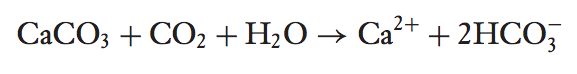 CaCO₃ + CO₂ + H₂O → Ca²⁺ + 2HCO₃⁻